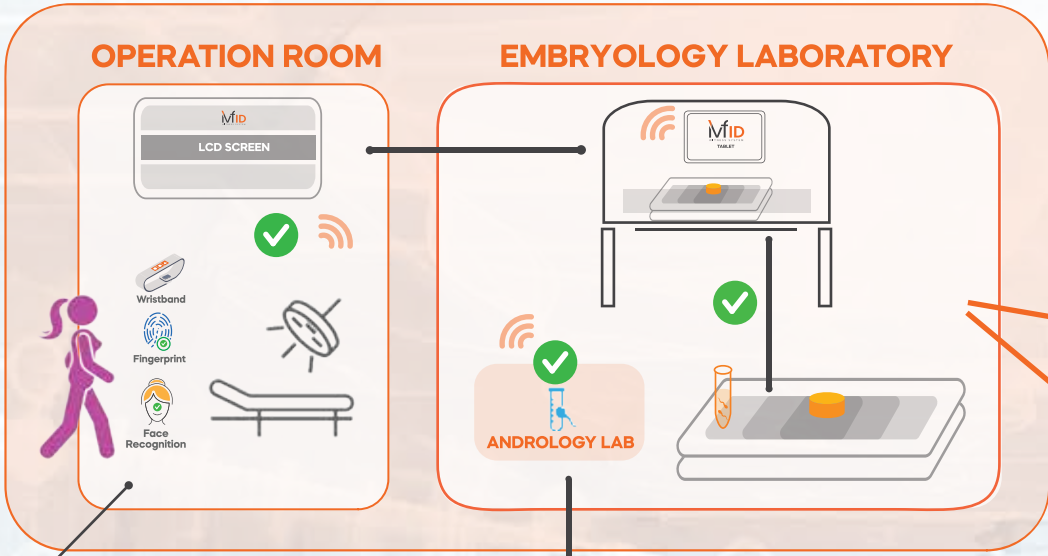 OPERATION ROOM
EMBRYOLOGY LABORATORY
ivfID
LCD SCREEN
Wristband
Fingerprint
Face
Recognition
ivfID
TABLET
ANDROLOGY LAB